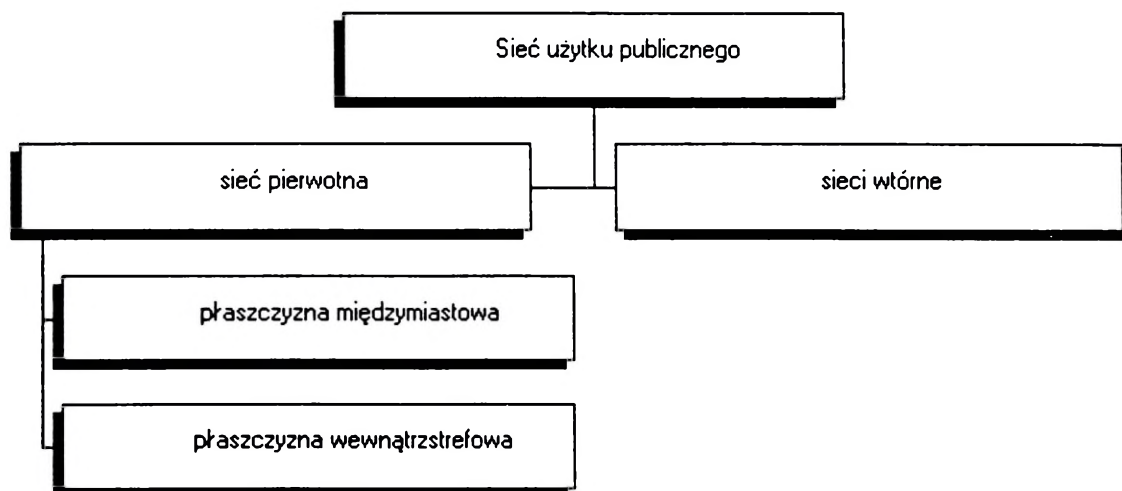 Sieć użytku publicznego
sieć pierwotna
sieci wtórne
płaszczyzna międzymiastowa
płaszczyzna wewnątrzstrefowa